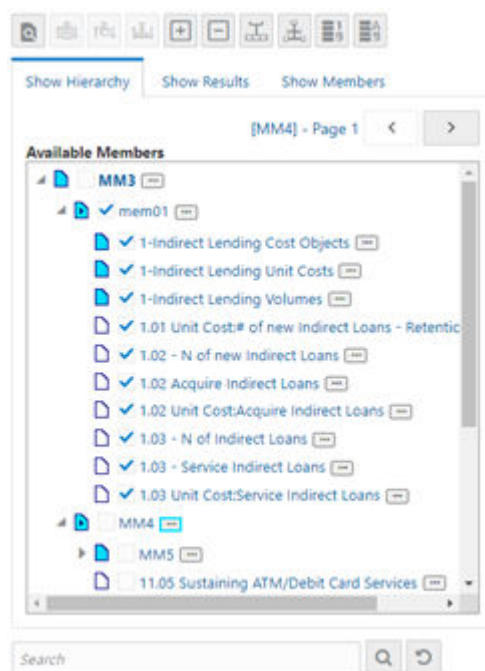 Show Hierarchy Show Results Show Members
[MM4] - Page 1
Available Members
MM3
mem01
1-Indirect Lending Cost Objects
1-Indirect Lending Unit Costs
1-Indirect Lending Volumes
1.01 Unit Cost:# of new Indirect Loans - Retentic
1.02 - N of new Indirect Loans
1.02 Acquire Indirect Loans
1.02 Unit Cost:Acquire Indirect Loans
1.03 - N of Indirect Loans
1.03 - Service Indirect Loans
1.03 Unit Cost:Service Indirect Loans
MM4
MM5
11.05 Sustaining ATM/Debit Card Services
Search